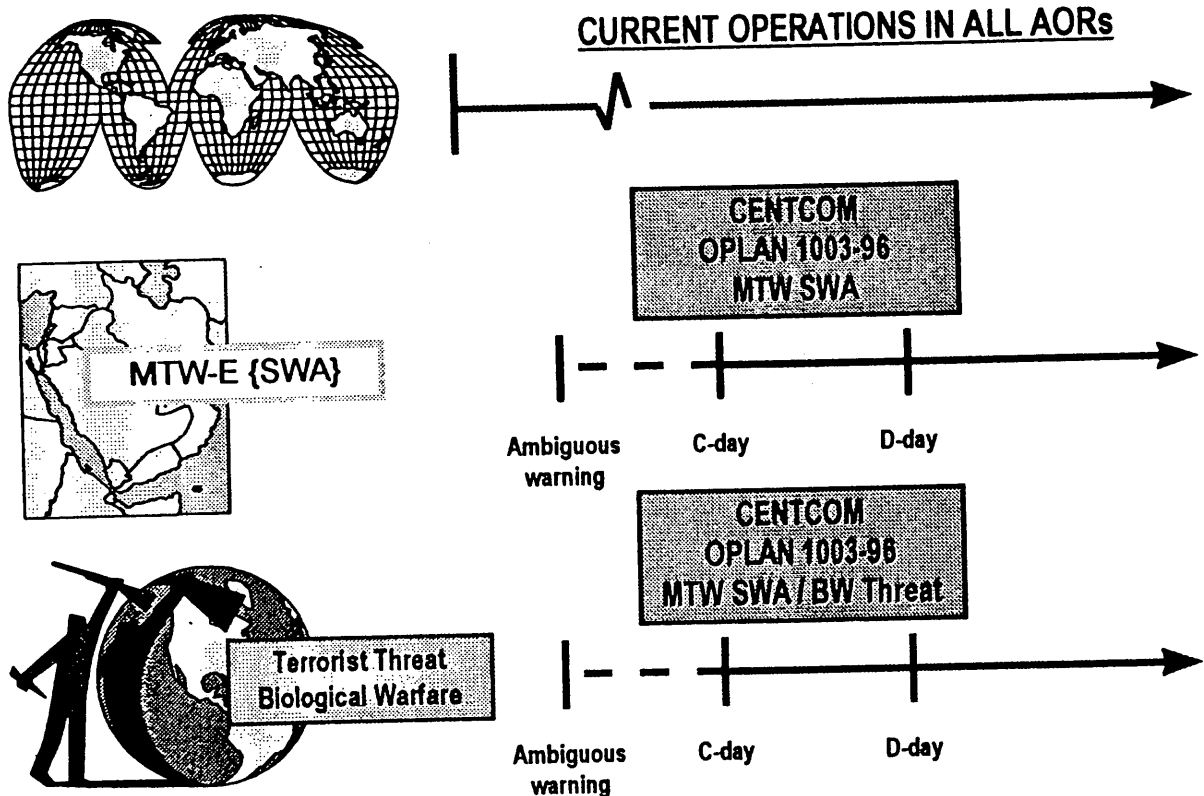 CURRENT OPERATIONS IN ALL AORs
CENTCOM
OPLAN 1003-96
MTW SWA
MTW-E {SWA}
Ambiguous
warning
C-day
D-day
CENTCOM
OPLAN 1003-96
MTW SWA / BW Threat
Terrorist Threat
Biological Warfare
Ambiguous
warning
C-day
D-day